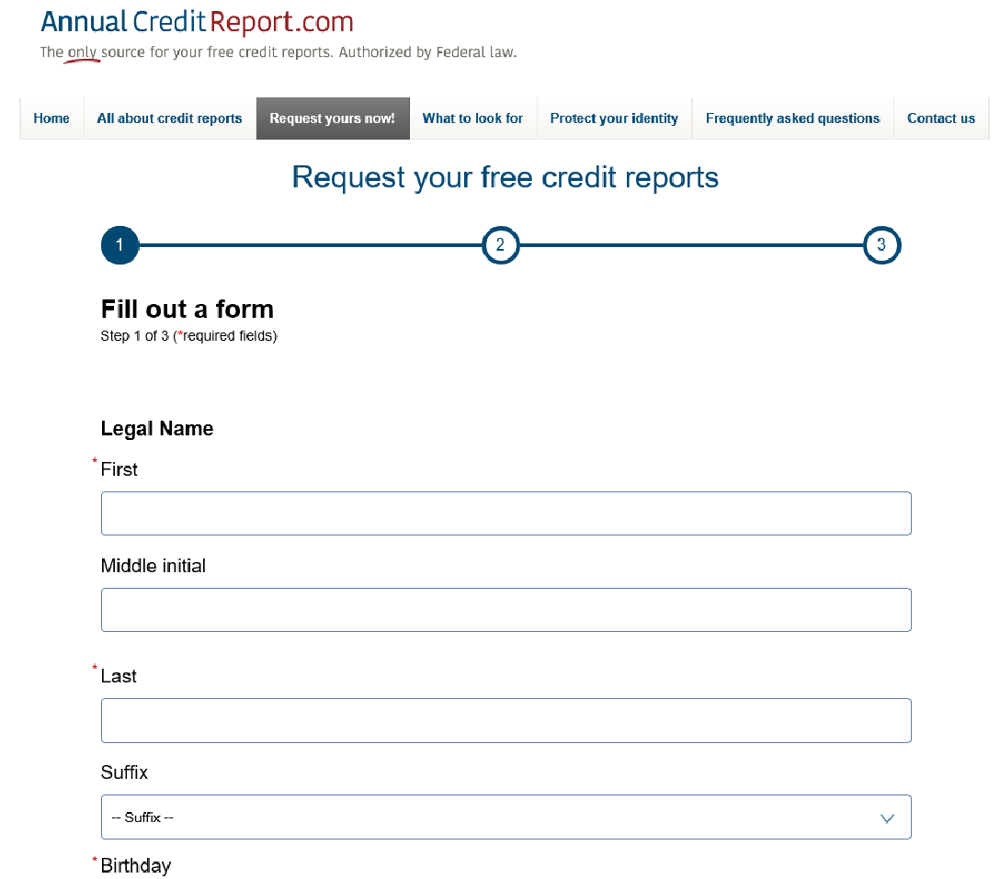 AnnualCreditReport.com
The only source for your free credit reports. Authorized by Federal law.
Home All about credit reports Request yours now! What to look for Protect your identity Frequently asked questions Contact us
Request your free credit reports
1 2 3
Fill out a form
Step 1 of 3 (*required fields)
Legal Name
* First
Middle initial
* Last
Suffix
-- Suffix --
* Birthday